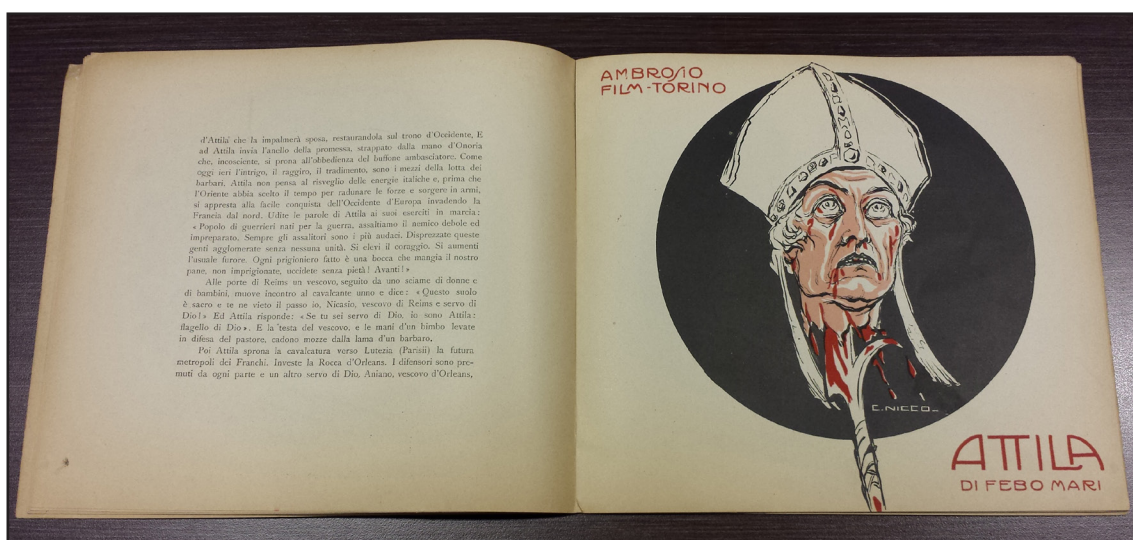 d'Attila che la impalmerà sposa, restaurandola sul trono d'Occidente, E
ad Attila invia l'anello della promessa, strappato dalla mano d'Onoria
che, incosciente, si prona all'obbedienza del buffone ambasciatore. Come
oggi ieri l'intrigo, il raggiro, il tradimento, sono i mezzi della lotta dei
barbari. Attila non pensa al risveglio delle energie italiche e, prima che
l'Oriente abbia scelto il tempo per radunare le forze e sorgere in armi,
si appresta alla facile conquista dell'Occidente d'Europa invadendo la
Francia dal nord. Udite le parole di Attila ai suoi eserciti in marcia:
« Popolo di guerrieri nati per la guerra, assaltiamo il nemico debole ed
impreparato. Sempre gli assalitori sono i più audaci. Disprezzate queste
genti agglomerate senza nessuna unità. Si elevi il coraggio. Si aumenti
l'usuale furore. Ogni prigioniero fatto è una bocca che mangia il nostro
pane, non imprigionate, uccidete senza pietà! Avanti! »
Alle porte di Reims un vescovo, seguito da uno sciame di donne e
di bambini, muove incontro al cavalcante unno e dice: « Questo suolo
è sacro e te ne vieto il passo io, Nicasio, vescovo di Reims e servo di
Dio! » Ed Attila risponde: « Se tu sei servo di Dio, io sono Attila:
flagello di Dio ». E la testa del vescovo, e le mani d'un bimbo levate
in difesa del pastore, cadono mozze dalla lama d'un barbaro.
Poi Attila sprona la cavalcatura verso Lutezia (Parisii) la futura
metropoli dei Franchi. Investe la Rocca d'Orleans. I difensori sono pre-
muti da ogni parte e un altro servo di Dio, Aniano, vescovo d'Orleans,
AMBROSIO
FILM-TORINO
C. NICCO
ATTILA
DI FEBO MARI